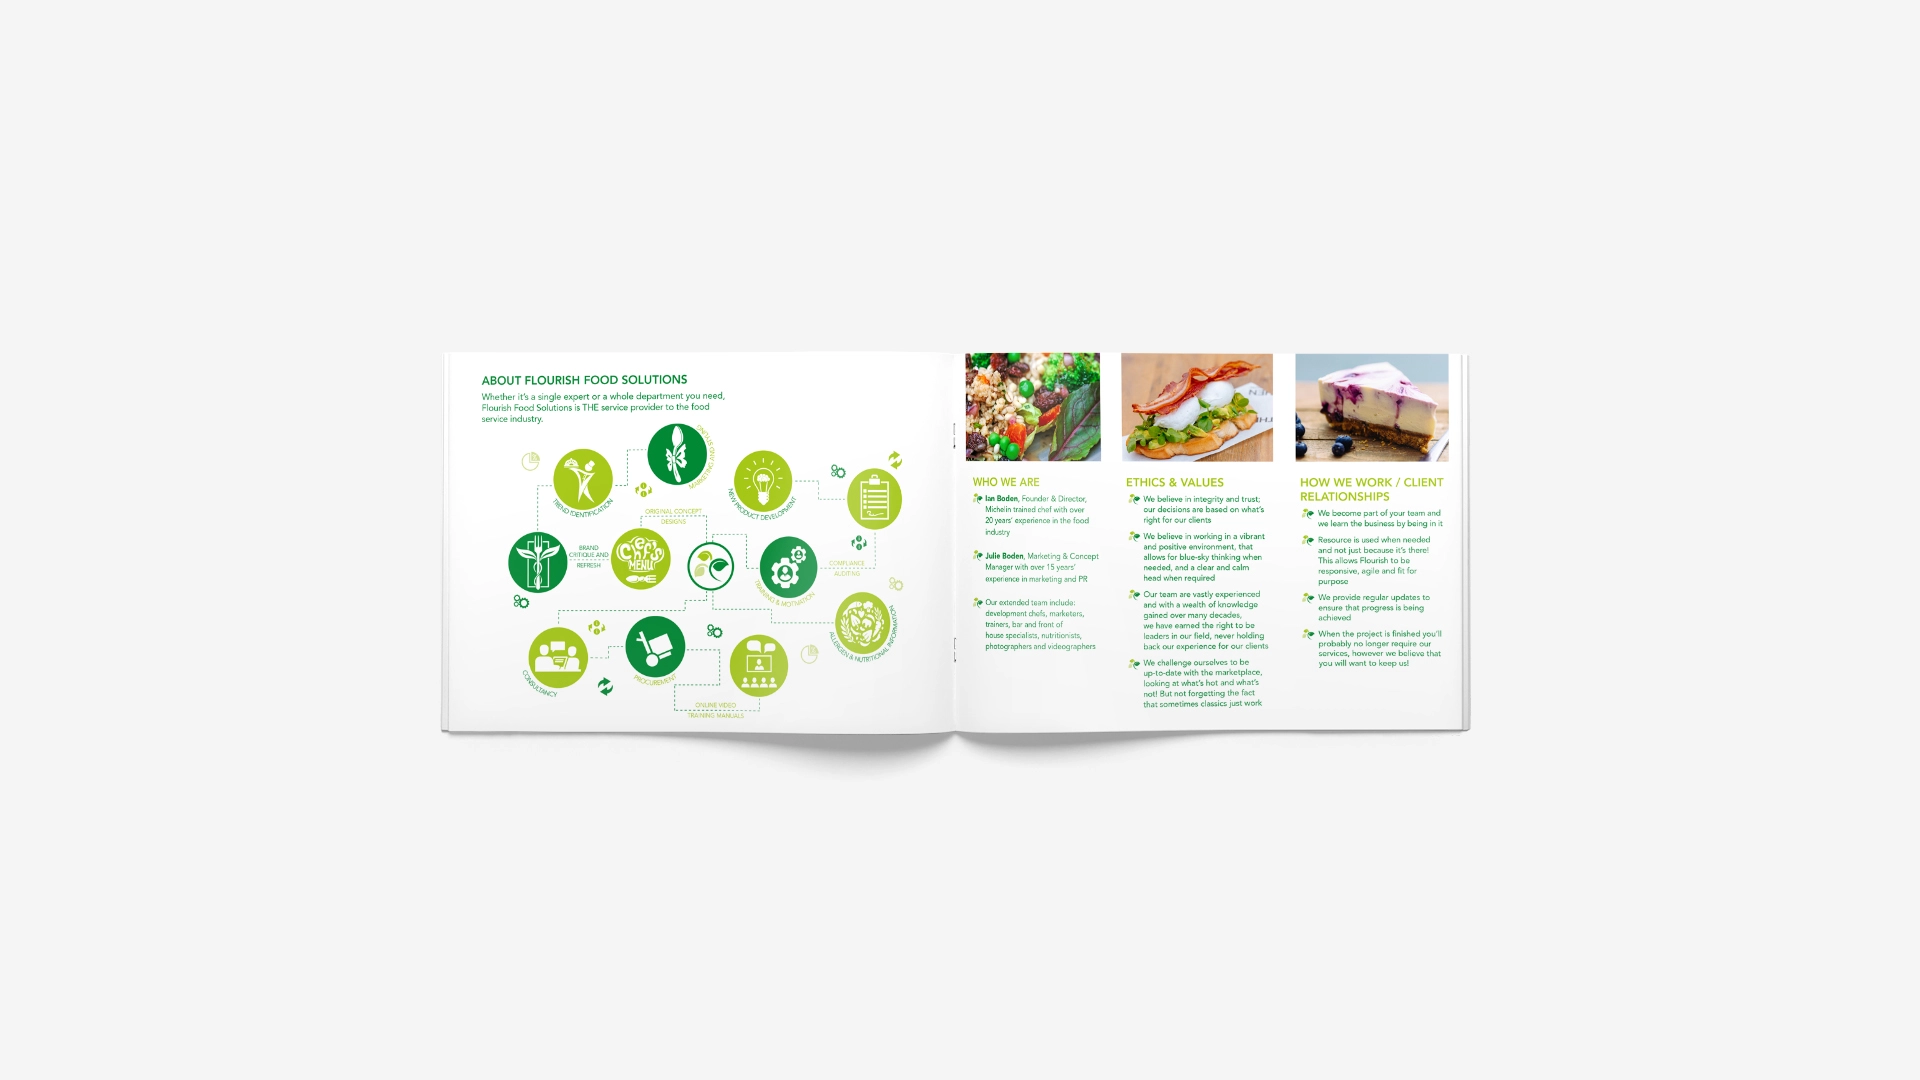 ABOUT FLOURISH FOOD SOLUTIONS
Whether it's a single expert or a whole department you need,
Flourish Food Solutions is THE service provider to the food
service industry.
MARKETING AND
TREND IDENTIFICATION
NEW PRODUCT DEVELOPMENT
ORIGINAL CONCEPT
DESIGNS
BRAND
CRITIQUE AND
REFRESH
Chef's
MENU
TRAINING & MOTIVATION
COMPLIANCE
AUDITING
ALLERGEN & NUTRITIONAL INFORMATION
CONSULTANCY
PROCUREMENT
ONLINE VIDEO
TRAINING MANUALS
WHO WE ARE
Ian Boden, Founder & Director,
Michelin trained chef with over
20 years' experience in the food
industry
Julie Boden, Marketing & Concept
Manager with over 15 years'
experience in marketing and PR
Our extended team include:
development chefs, marketers,
trainers, bar and front of
house specialists, nutritionists,
photographers and videographers
ETHICS & VALUES
We believe in integrity and trust;
our decisions are based on what's
right for our clients
We believe in working in a vibrant
and positive environment, that
allows for blue-sky thinking when
needed, and a clear and calm
head when required
Our team are vastly experienced
and with a wealth of knowledge
gained over many decades,
we have earned the right to be
leaders in our field, never holding
back our experience for our clients
We challenge ourselves to be
up-to-date with the marketplace,
looking at what's hot and what's
not! But not forgetting the fact
that sometimes classics just work
HOW WE WORK / CLIENT
RELATIONSHIPS
We become part of your team and
we learn the business by being in it
Resource is used when needed
and not just because it's there!
This allows Flourish to be
responsive, agile and fit for
purpose
We provide regular updates to
ensure that progress is being
achieved
When the project is finished you'll
probably no longer require our
services, however we believe that
you will want to keep us!